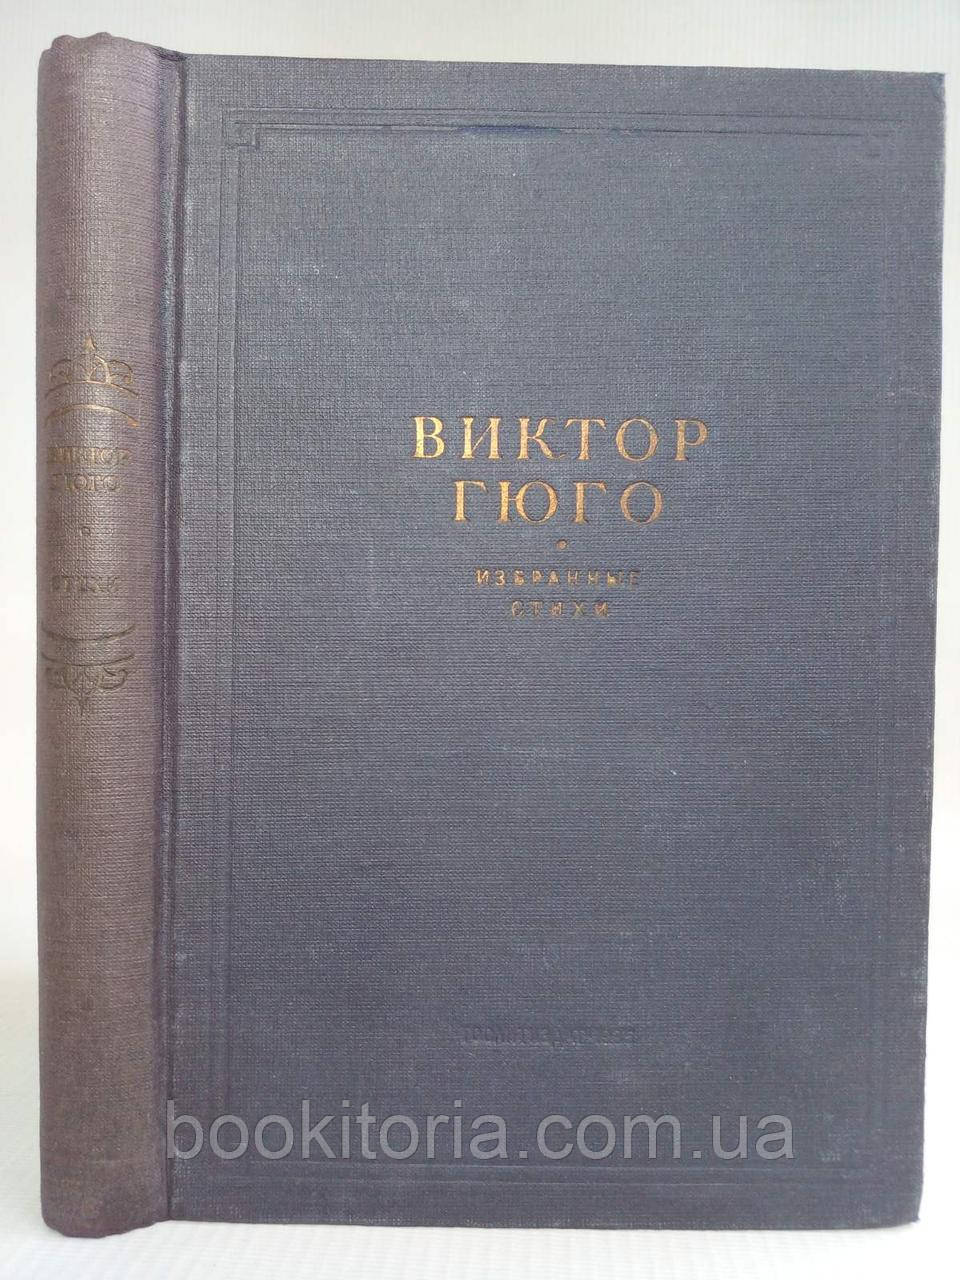 ВИКТОР
ГЮГО
СТИХИ
ВИКТОР
ГЮГО
ИЗБРАННЫЕ
СТИХИ
bookitoria.com.ua